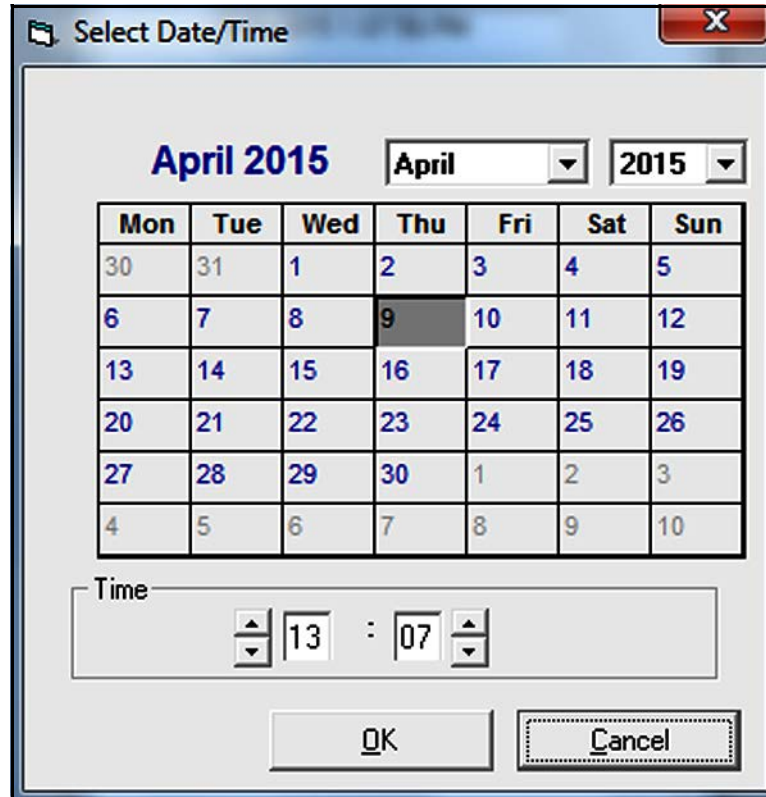 Select Date/Time
April 2015 April 2015
Mon Tue Wed Thu Fri Sat Sun
30 31 1 2 3 4 5
6 7 8 9 10 11 12
13 14 15 16 17 18 19
20 21 22 23 24 25 26
27 28 29 30 1 2 3
4 5 6 7 8 9 10
Time
13 : 07
OK Cancel